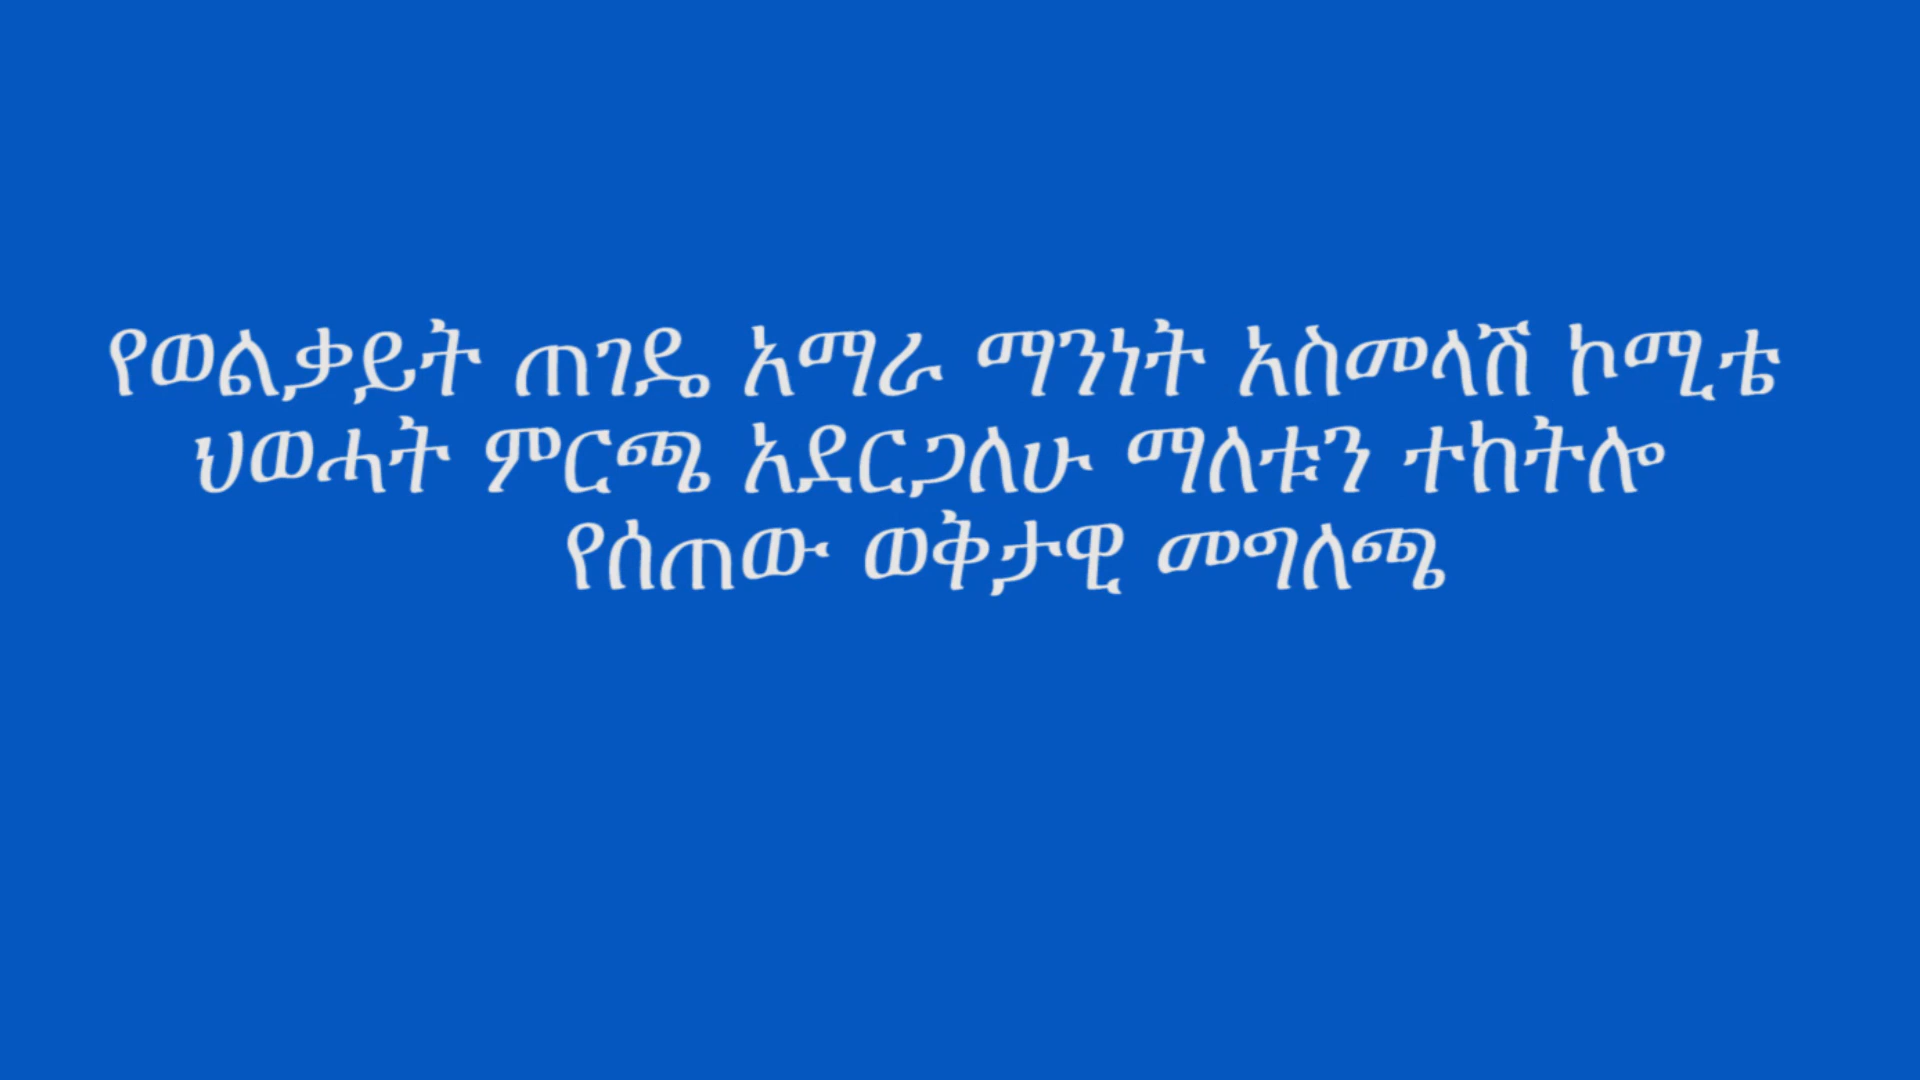 የወልቃይት ጠገዴ አማራ ማንነት አስመላሽ ኮሚቴ
ህወሓት ምርጫ አደርጋለሁ ማለቱን ተከትሎ
የሰጠው ወቅታዊ መግለጫ